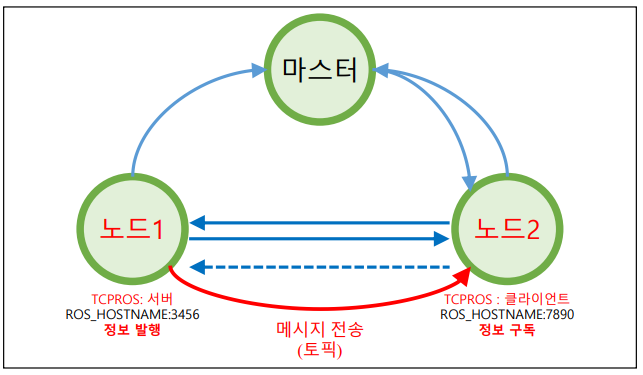 마스터
노드1
노드2
TCPROS: 서버
ROS_HOSTNAME:3456
정보 발행
TCPROS : 클라이언트
ROS_HOSTNAME:7890
정보 구독
메시지 전송
(토픽)